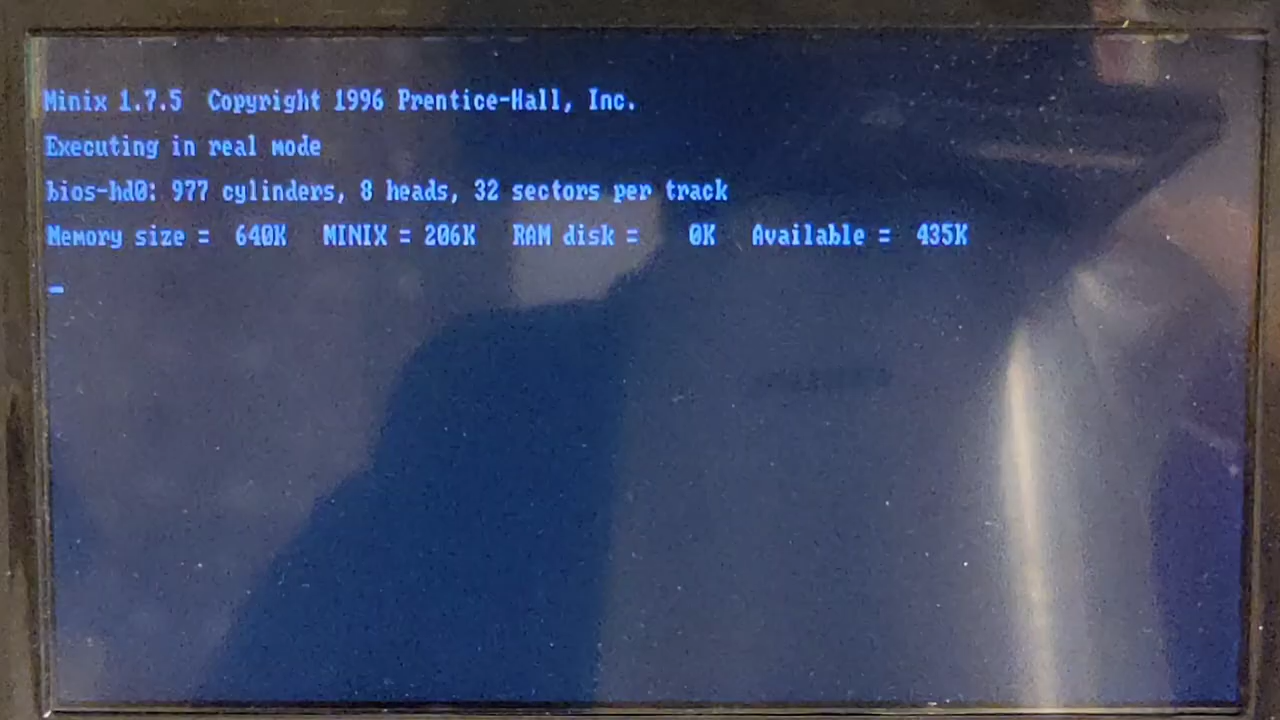 Minix 1.7.5  Copyright 1996 Prentice-Hall, Inc.
Executing in real mode
bios-hd0: 977 cylinders, 8 heads, 32 sectors per track
Memory size =  640K   MINIX = 206K   RAM disk =    0K   Available =  435K